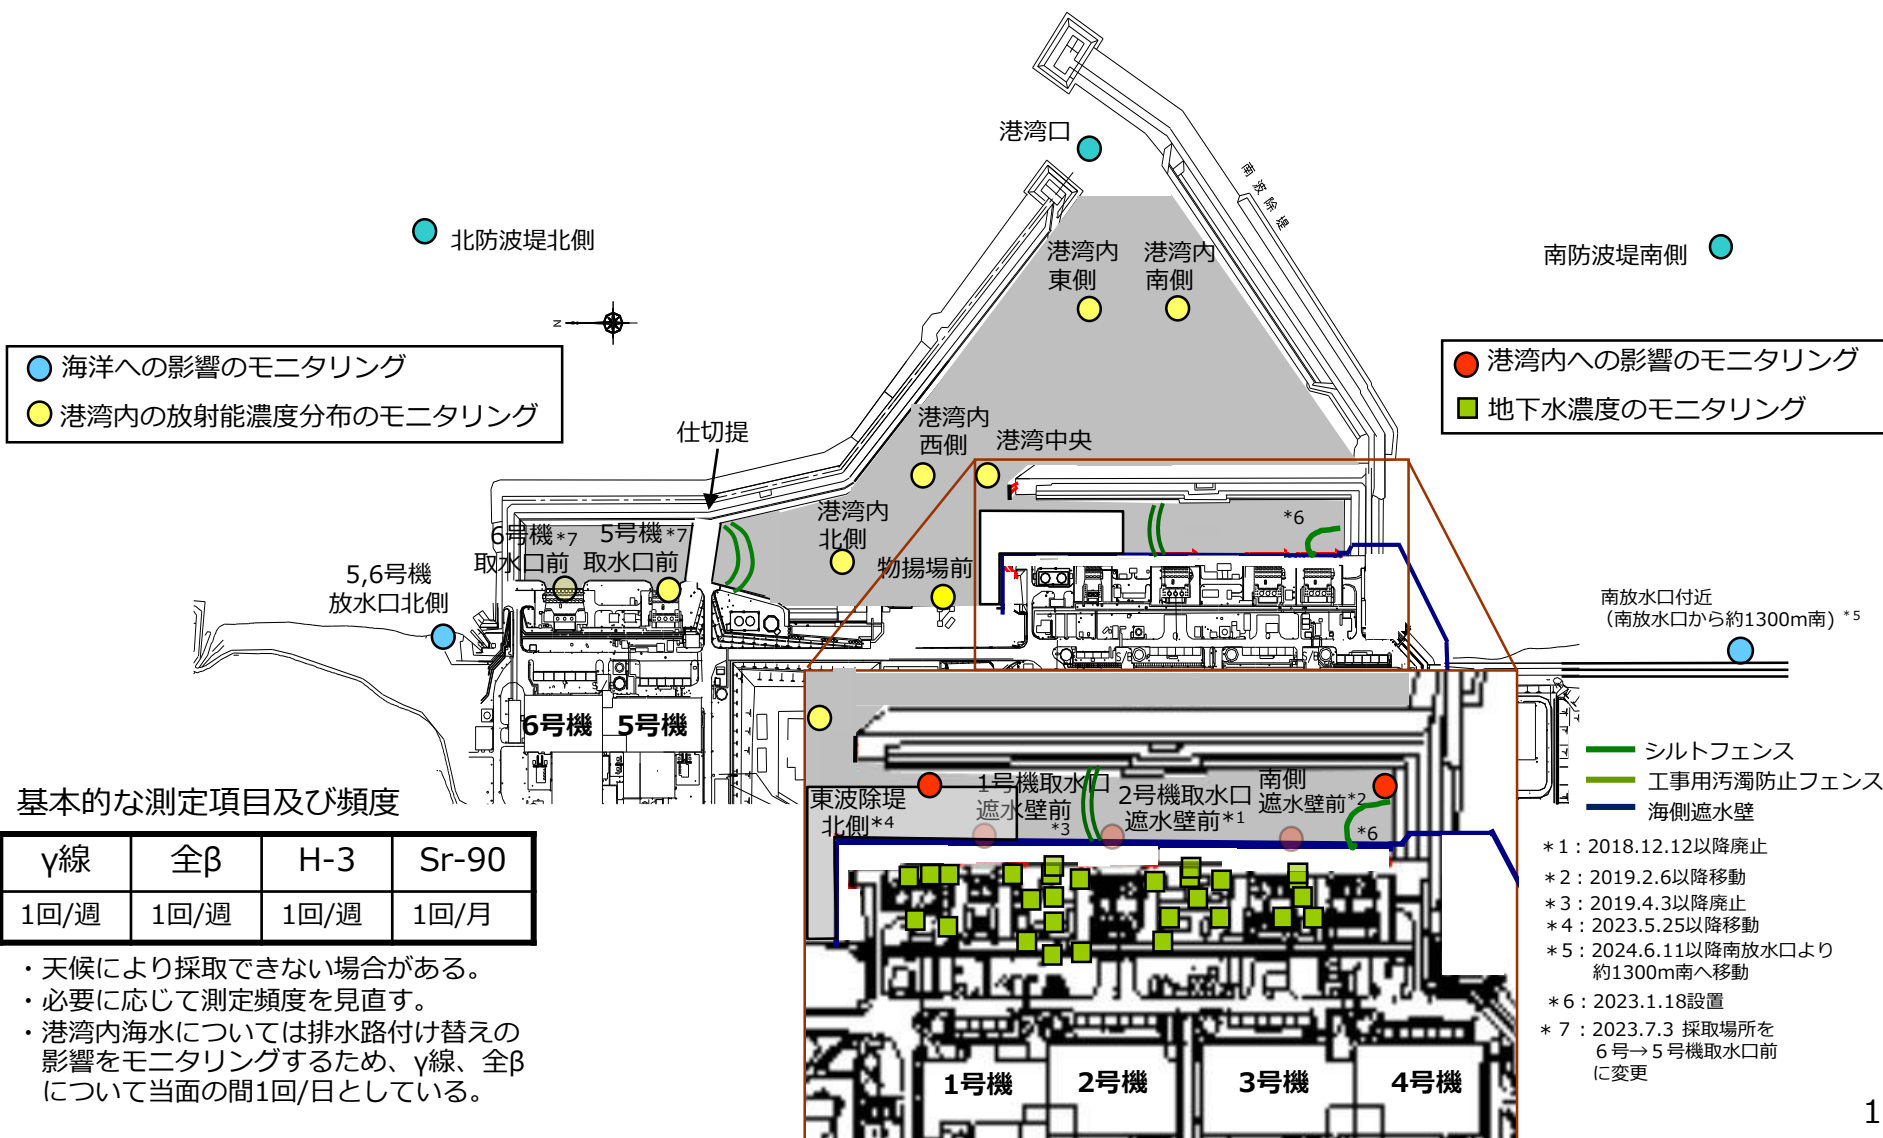 港湾口
南波除堤
北防波堤北側
港湾内
東側
港湾内
南側
南防波堤南側
N
海洋への影響のモニタリング
港湾内の放射能濃度分布のモニタリング
港湾内への影響のモニタリング
地下水濃度のモニタリング
仕切提
港湾内
西側
港湾中央
港湾内
北側
物揚場前
*6
6号機*7
取水口前
5号機*7
取水口前
5,6号機
放水口北側
南放水口付近
（南放水口から約1300m南）*5
6号機
5号機
シルトフェンス
工事用汚濁防止フェンス
海側遮水壁
東波除堤
北側*4
1号機取水口
遮水壁前
*3
2号機取水口
遮水壁前*1
南側
遮水壁前*2
*6
基本的な測定項目及び頻度
γ線 全β H-3 Sr-90
1回/週 1回/週 1回/週 1回/月
・天候により採取できない場合がある。
・必要に応じて測定頻度を見直す。
・港湾内海水については排水路付け替えの
影響をモニタリングするため、γ線、全β
について当面の間1回/日としている。
＊1：2018.12.12以降廃止
＊2：2019.2.6以降移動
＊3：2019.4.3以降廃止
＊4：2023.5.25以降移動
＊5：2024.6.11以降南放水口より
約1300m南へ移動
＊6：2023.1.18設置
＊7：2023.7.3 採取場所を
６号→５号機取水口前
に変更
1号機
2号機
3号機
4号機
1